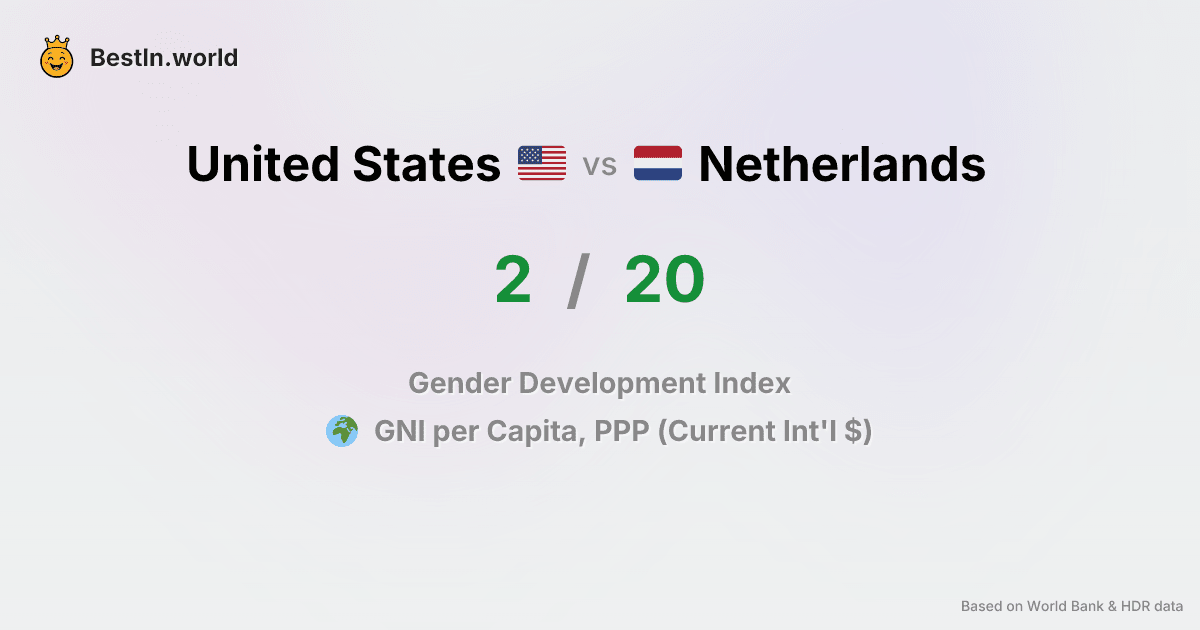 BestIn.world
United States vs Netherlands
2 / 20
Gender Development Index
GNI per Capita, PPP (Current Int'l $)
Based on World Bank & HDR data